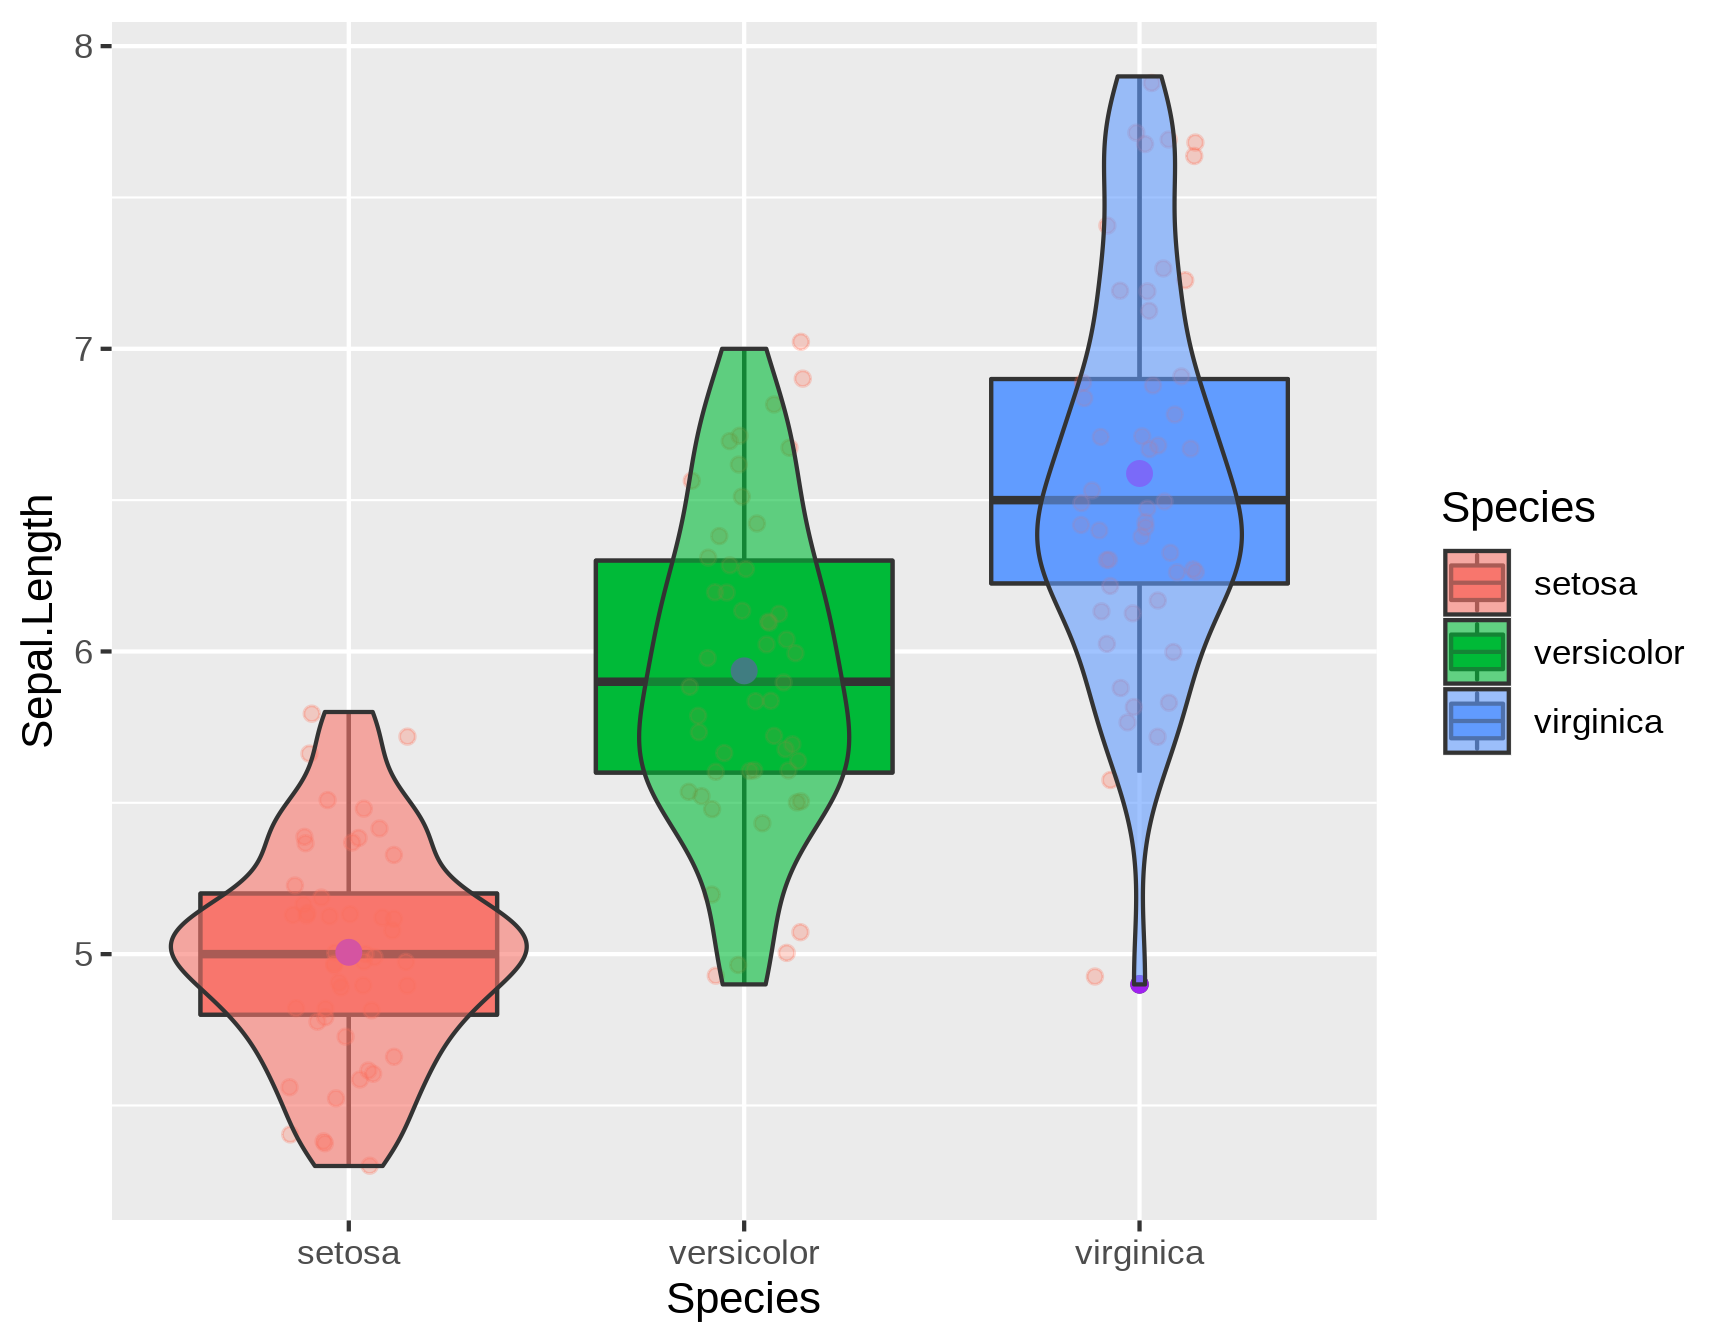 Sepal.Length
8
7
6
5
setosa
versicolor
virginica
Species
Species
setosa
versicolor
virginica